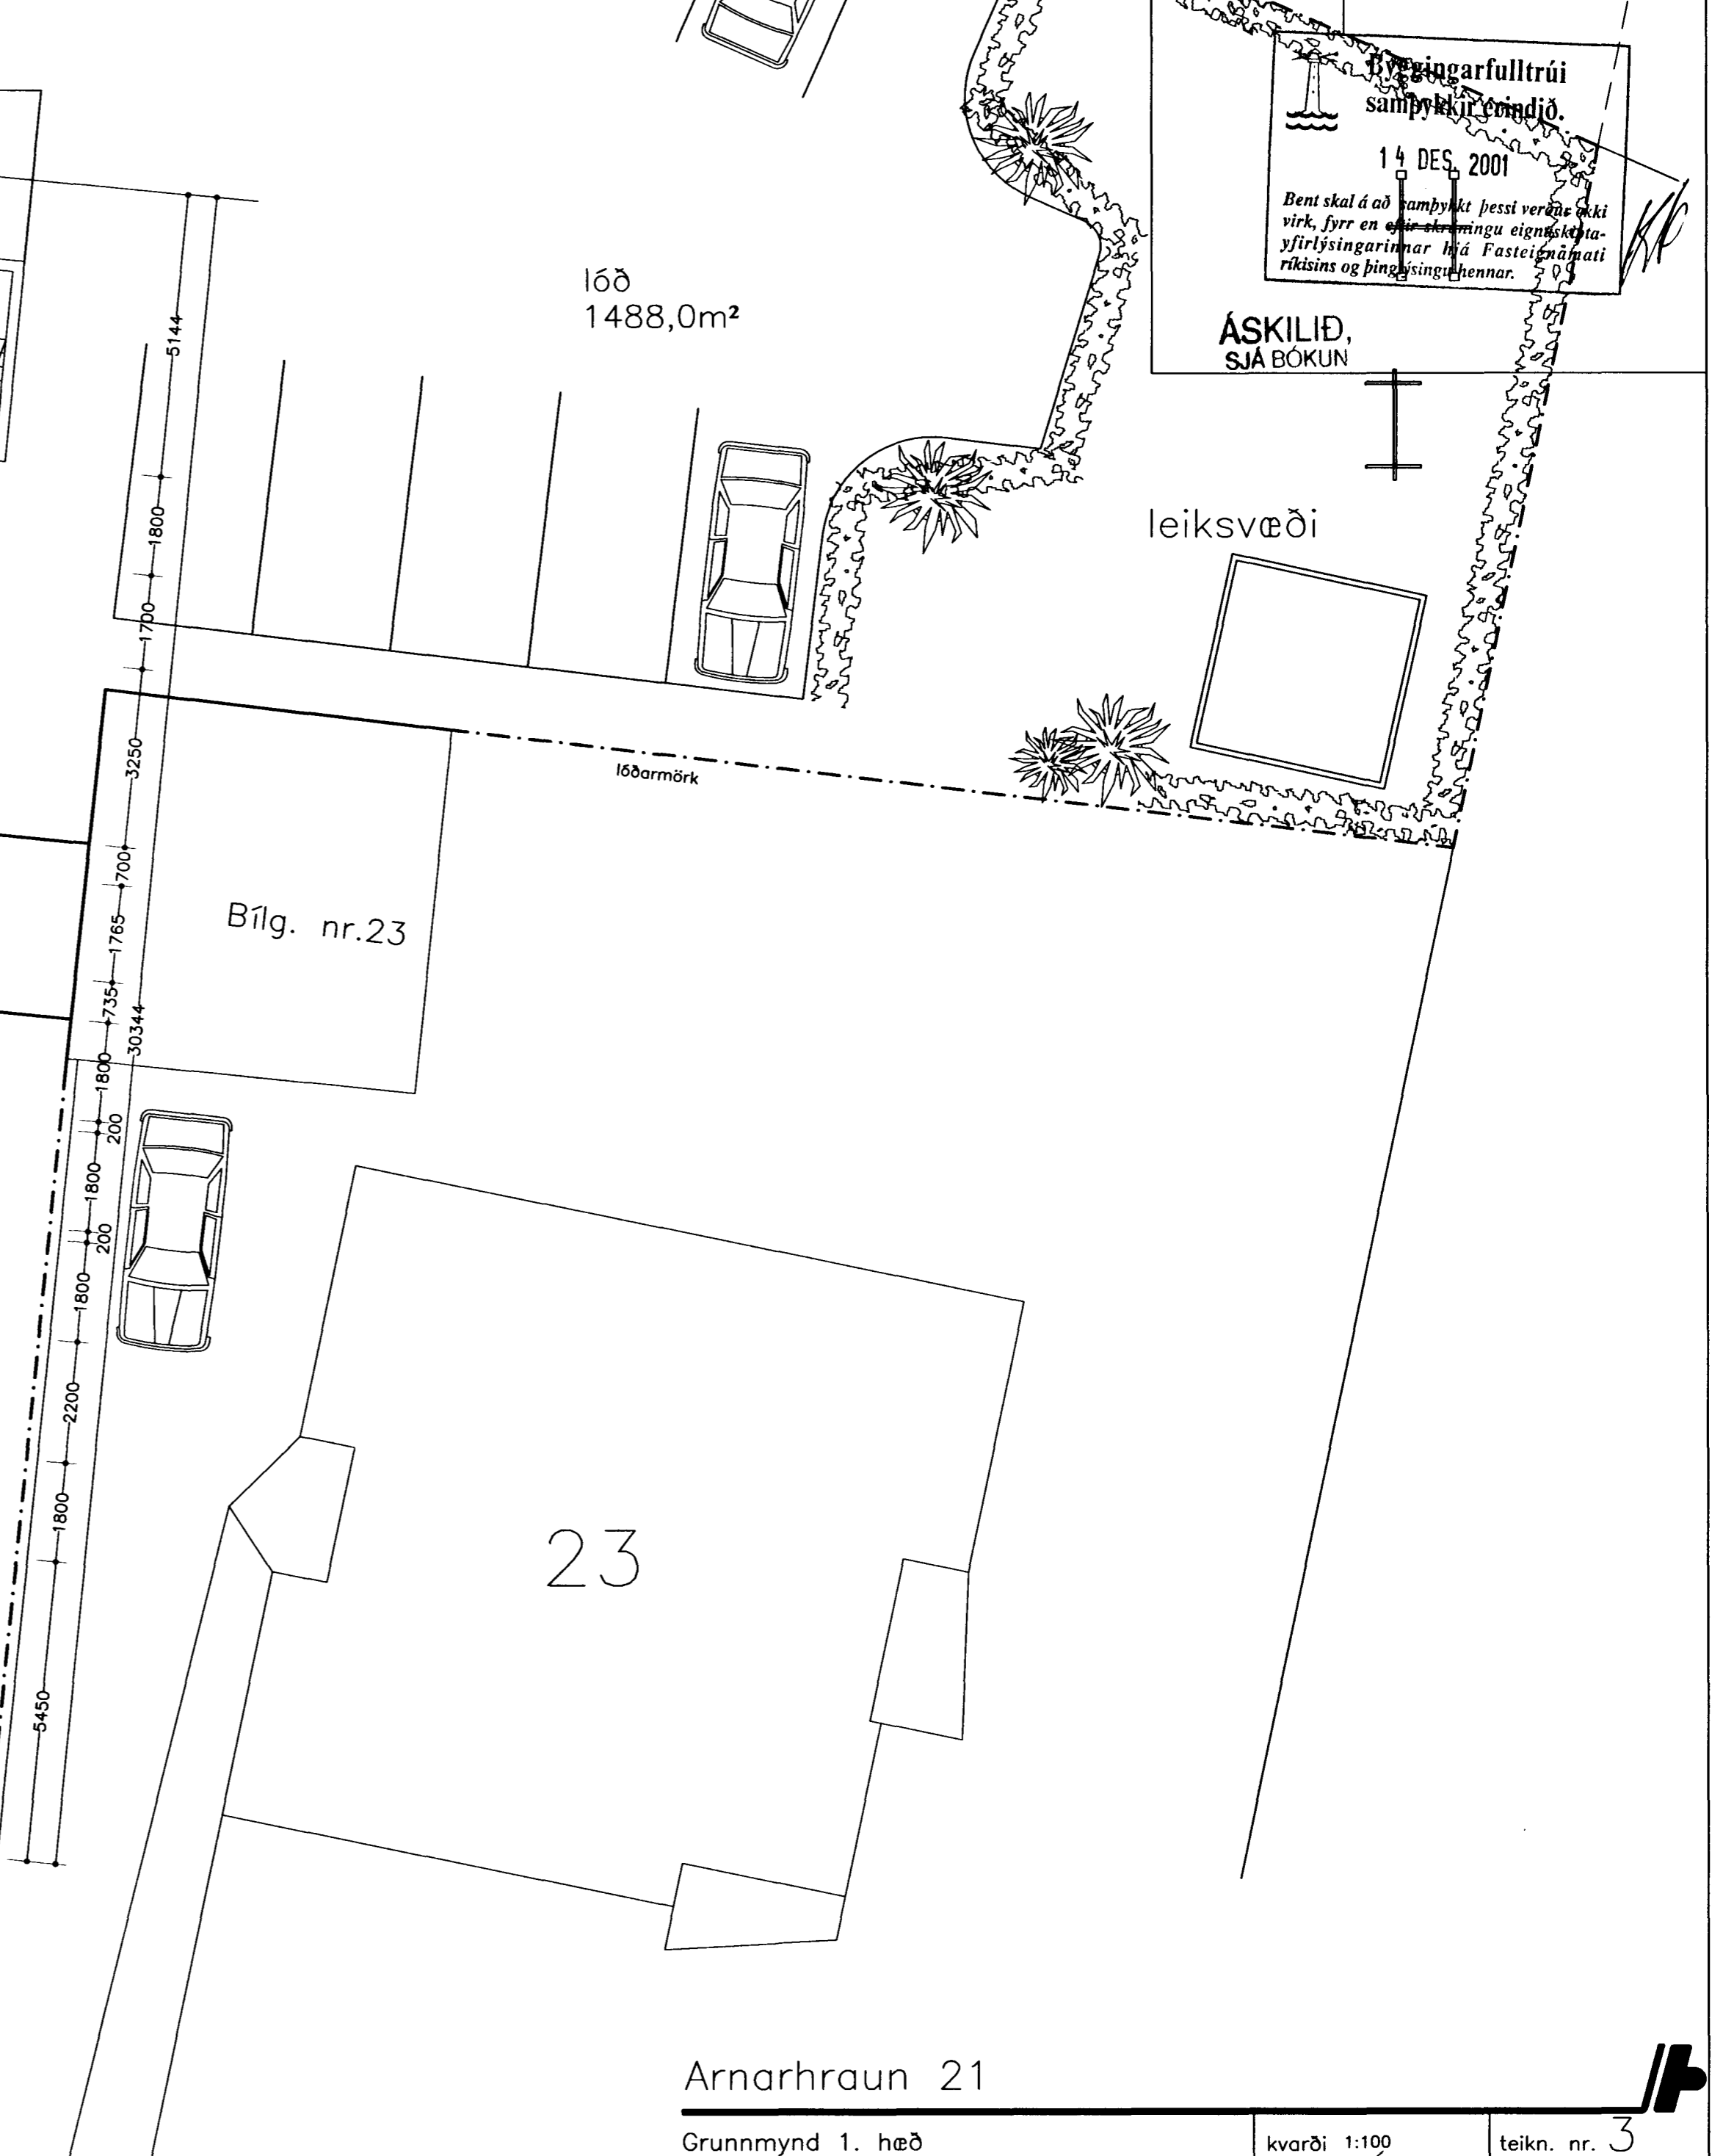 Byggingarfulltrúi
samþykkir erindið.
14 DES. 2001
Bent skal á að samþykkt þessi verður ekki
virk, fyrr en eftir skráningu eignaskipta-
yfirlýsingarinnar hjá Fasteignamati
ríkisins og þinglýsingu hennar.
ÁSKILIÐ,
SJÁ BÓKUN
lóð
1488,0m²
leiksvæði
lóðarmörk
5144
1800
1700
3250
700
1765
735
30344
1800
200
1800
200
1800
2200
1800
5450
Bílg. nr.23
23
Arnarhraun 21
Grunnmynd 1. hæð
kvarði 1:100
teikn. nr. 3